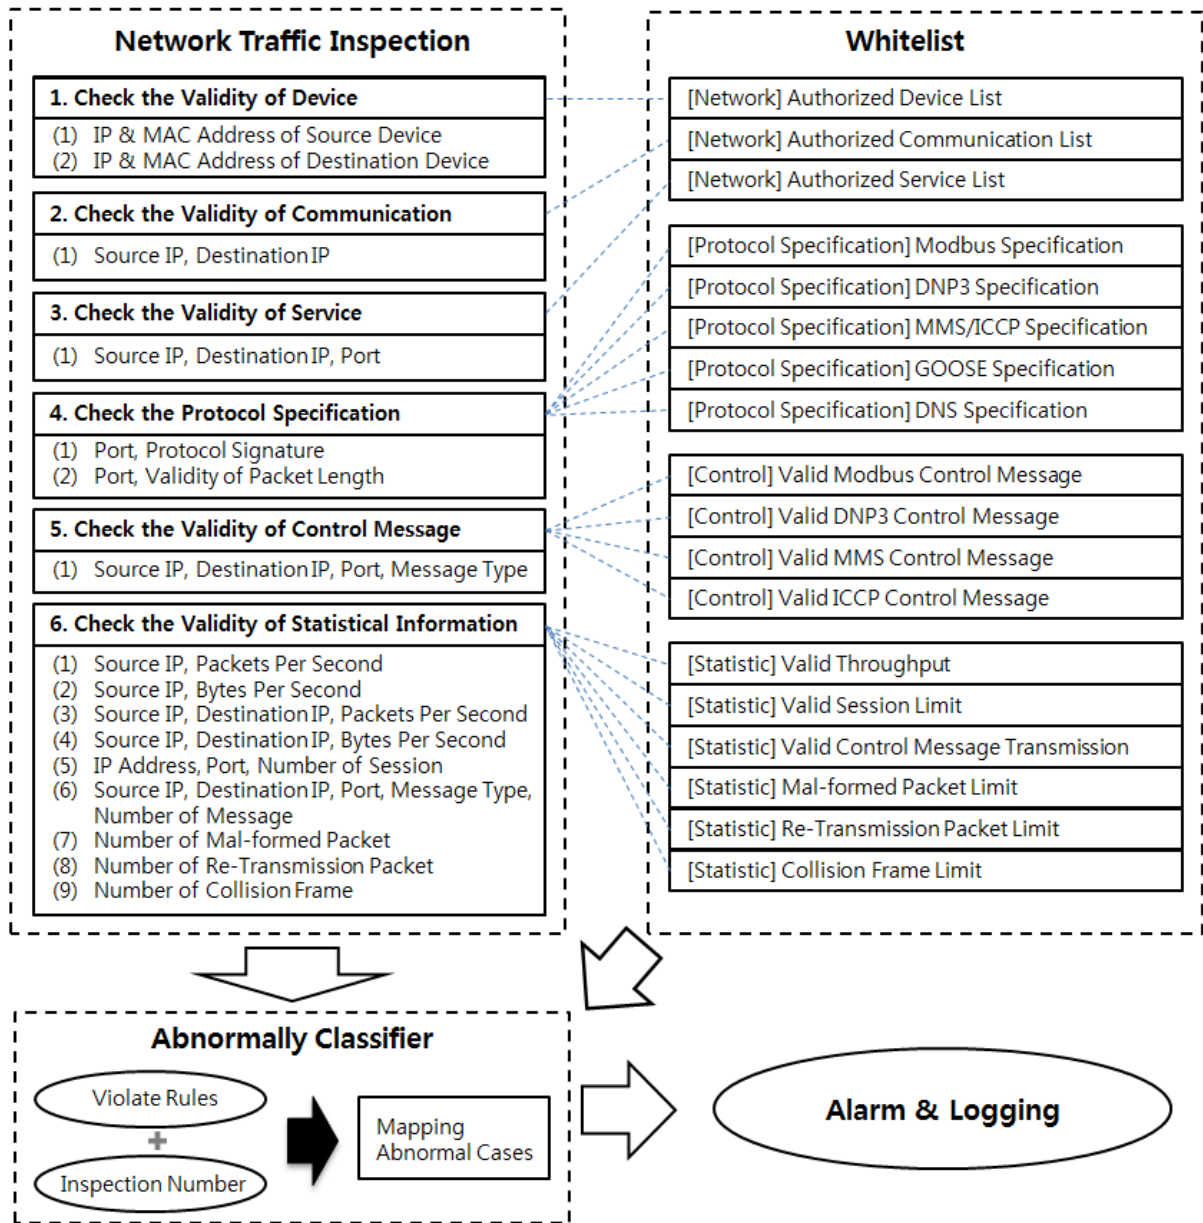 Network Traffic Inspection
1. Check the Validity of Device
(1) IP & MAC Address of Source Device
(2) IP & MAC Address of Destination Device
2. Check the Validity of Communication
(1) Source IP, Destination IP
3. Check the Validity of Service
(1) Source IP, Destination IP, Port
4. Check the Protocol Specification
(1) Port, Protocol Signature
(2) Port, Validity of Packet Length
5. Check the Validity of Control Message
(1) Source IP, Destination IP, Port, Message Type
6. Check the Validity of Statistical Information
(1) Source IP, Packets Per Second
(2) Source IP, Bytes Per Second
(3) Source IP, Destination IP, Packets Per Second
(4) Source IP, Destination IP, Bytes Per Second
(5) IP Address, Port, Number of Session
(6) Source IP, Destination IP, Port, Message Type,
Number of Message
(7) Number of Mal-formed Packet
(8) Number of Re-Transmission Packet
(9) Number of Collision Frame
Whitelist
[Network] Authorized Device List
[Network] Authorized Communication List
[Network] Authorized Service List
[Protocol Specification] Modbus Specification
[Protocol Specification] DNP3 Specification
[Protocol Specification] MMS/ICCP Specification
[Protocol Specification] GOOSE Specification
[Protocol Specification] DNS Specification
[Control] Valid Modbus Control Message
[Control] Valid DNP3 Control Message
[Control] Valid MMS Control Message
[Control] Valid ICCP Control Message
[Statistic] Valid Throughput
[Statistic] Valid Session Limit
[Statistic] Valid Control Message Transmission
[Statistic] Mal-formed Packet Limit
[Statistic] Re-Transmission Packet Limit
[Statistic] Collision Frame Limit
Abnormally Classifier
Violate Rules
+
Inspection Number
Mapping
Abnormal Cases
Alarm & Logging